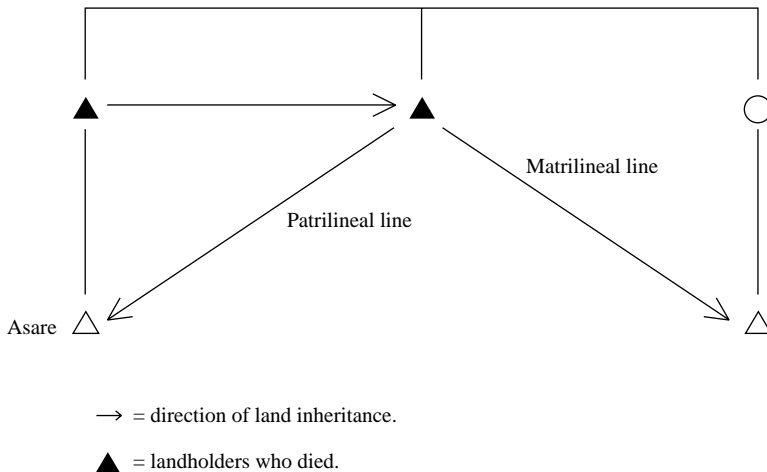 Matrilineal line
Patrilineal line
Asare
= direction of land inheritance.
= landholders who died.